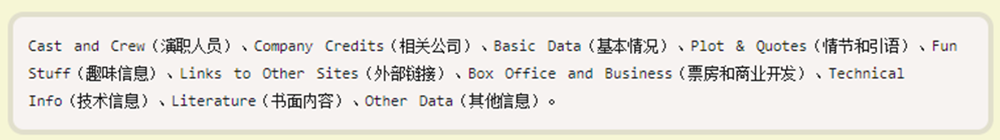 Cast and Crew（演职人员）、Company Credits（相关公司）、Basic Data（基本情况）、Plot & Quotes（情节和引语）、Fun
Stuff（趣味信息）、Links to Other Sites（外部链接）、Box Office and Business（票房和商业开发）、Technical
Info（技术信息）、Literature（书面内容）、Other Data（其他信息）。